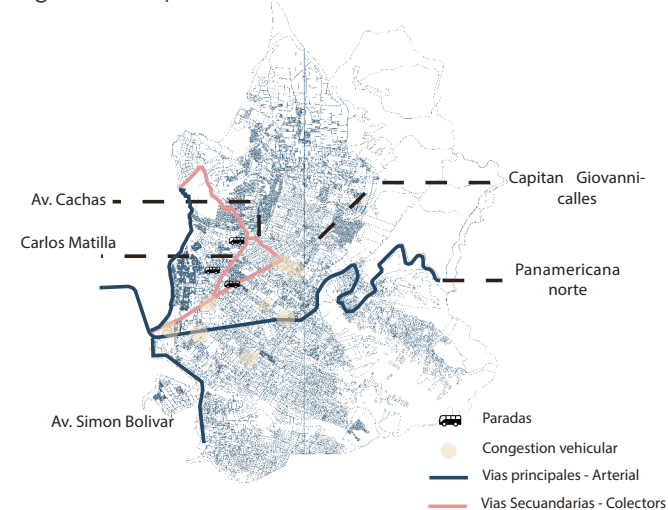 Av. Cachas
Carlos Matilla
Capitan Giovanni-
calles
Panamericana
norte
Av. Simon Bolivar
Paradas
Congestion vehicular
Vias principales - Arterial
Vias Secuandarias - Colectors